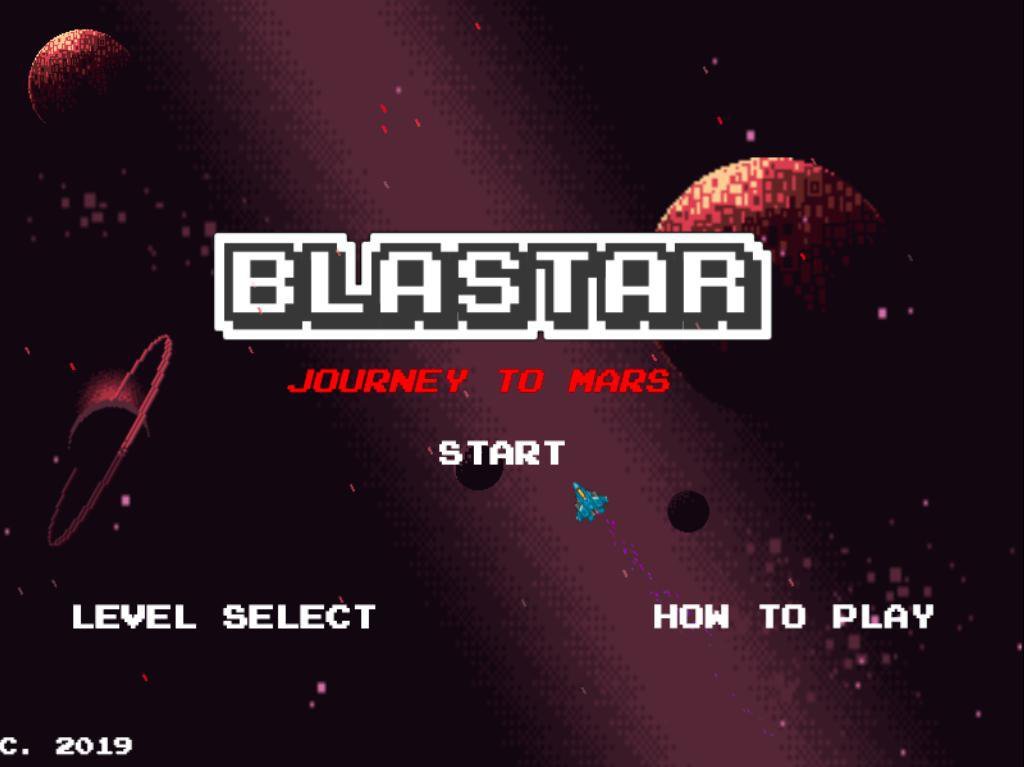 BLASTAR
JOURNEY TO MARS
START
LEVEL SELECT
HOW TO PLAY
C. 2019